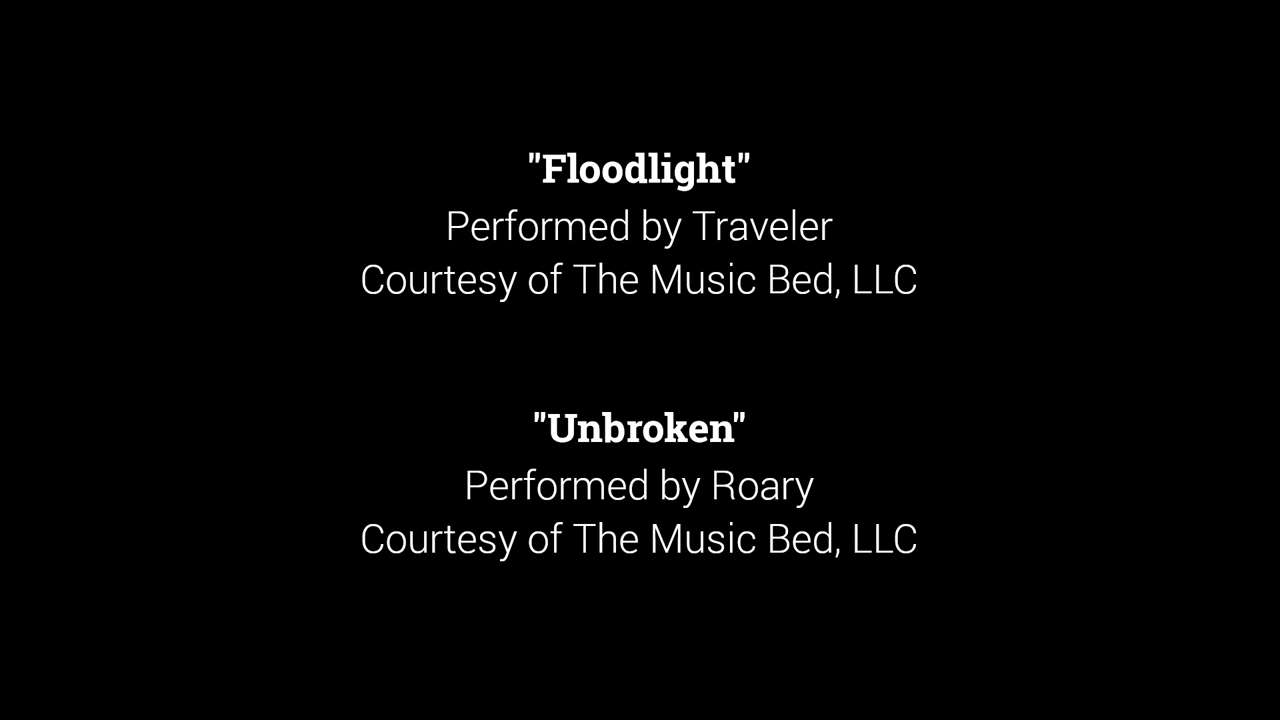 "Floodlight"
Performed by Traveler
Courtesy of The Music Bed, LLC
"Unbroken"
Performed by Roary
Courtesy of The Music Bed, LLC